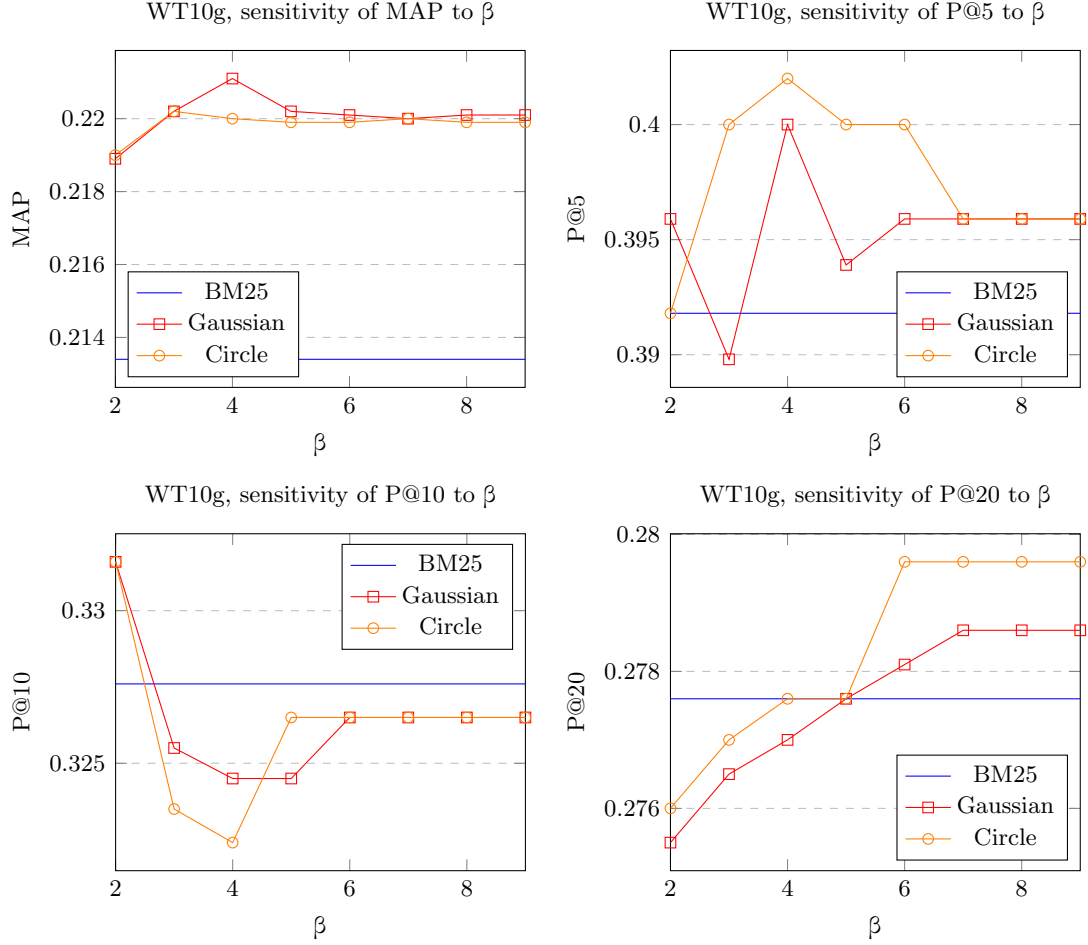 WT10g, sensitivity of MAP to β
MAP
0.22
0.218
0.216
0.214
2
4
6
8
β
BM25
Gaussian
Circle
WT10g, sensitivity of P@5 to β
P@5
0.4
0.395
0.39
2
4
6
8
β
BM25
Gaussian
Circle
WT10g, sensitivity of P@10 to β
P@10
0.33
0.325
2
4
6
8
β
BM25
Gaussian
Circle
WT10g, sensitivity of P@20 to β
P@20
0.28
0.278
0.276
2
4
6
8
β
BM25
Gaussian
Circle